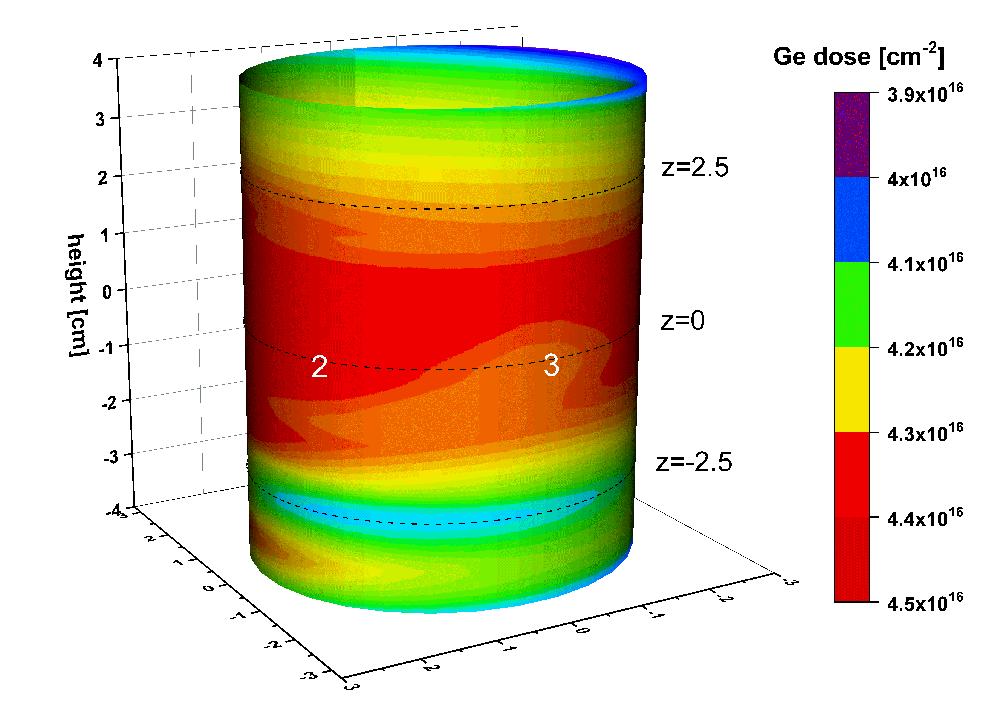 Ge dose [cm⁻²]
3.9x10¹⁶
4x10¹⁶
4.1x10¹⁶
4.2x10¹⁶
4.3x10¹⁶
4.4x10¹⁶
4.5x10¹⁶
height [cm]
4
3
2
1
0
-1
-2
-3
-4
z=2.5
z=0
z=-2.5
2
3
3
2
1
0
-1
-2
-3
3
2
1
0
-1
-2
-3